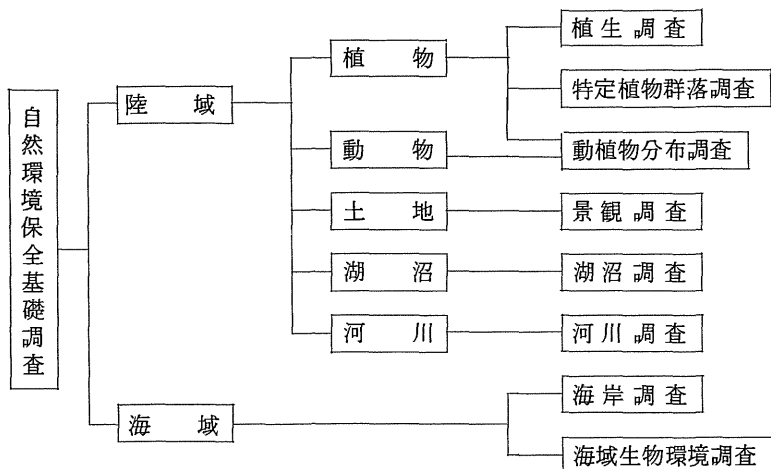 自然環境保全基礎調査
陸域
植物
植生調査
特定植物群落調査
動物
動植物分布調査
土地
景観調査
湖沼
湖沼調査
河川
河川調査
海域
海岸調査
海域生物環境調査